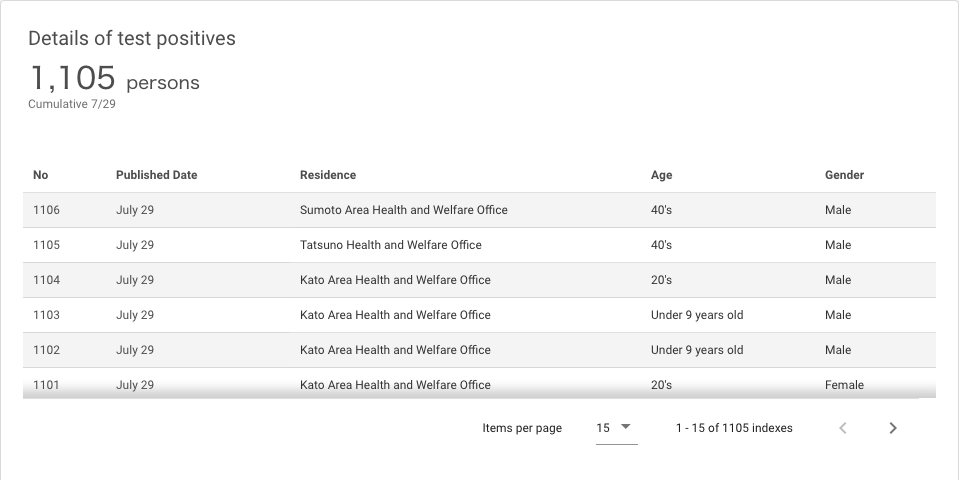 Details of test positives
1,105 persons
Cumulative 7/29
No Published Date Residence Age Gender
1106 July 29 Sumoto Area Health and Welfare Office 40's Male
1105 July 29 Tatsuno Health and Welfare Office 40's Male
1104 July 29 Kato Area Health and Welfare Office 20's Male
1103 July 29 Kato Area Health and Welfare Office Under 9 years old Male
1102 July 29 Kato Area Health and Welfare Office Under 9 years old Male
1101 July 29 Kato Area Health and Welfare Office 20's Female
Items per page 15 1 - 15 of 1105 indexes